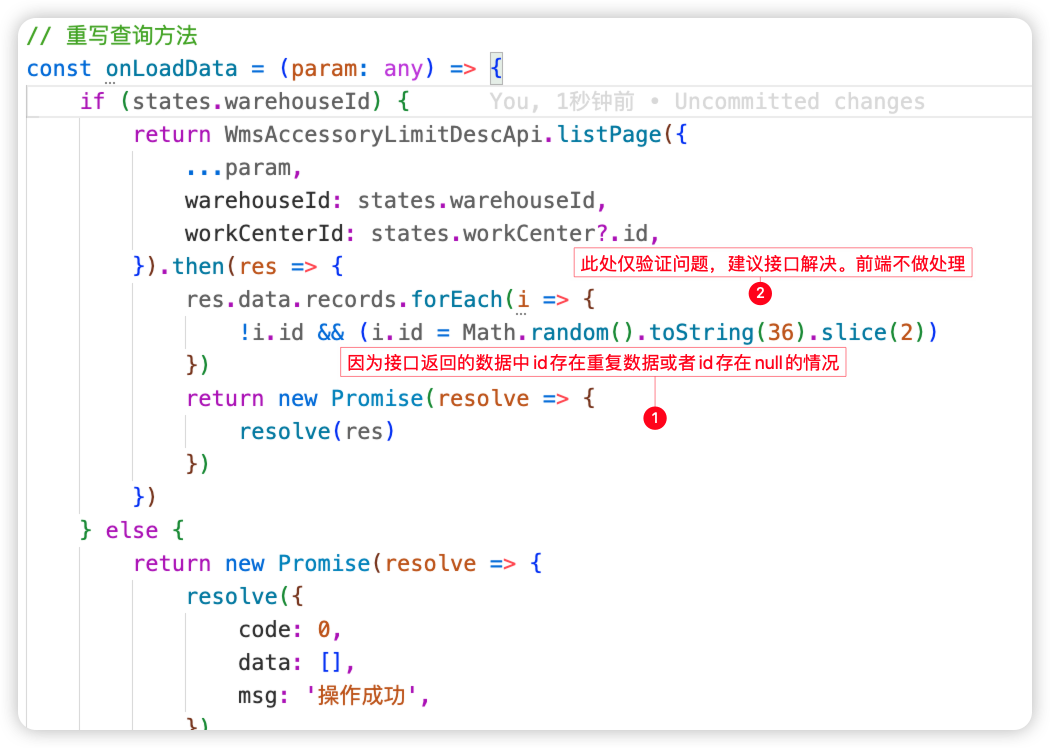 // 重写查询方法
const onLoadData = (param: any) => {
if (states.warehouseId) { You, 1秒钟前 • Uncommitted changes
return WmsAccessoryLimitDescApi.listPage({
...param,
warehouseId: states.warehouseId,
workCenterId: states.workCenter?.id,
}).then(res => {
此处仅验证问题，建议接口解决。前端不做处理
2
res.data.records.forEach(i => {
!i.id && (i.id = Math.random().toString(36).slice(2))
})
因为接口返回的数据中id存在重复数据或者id存在null的情况
1
return new Promise(resolve => {
resolve(res)
})
})
} else {
return new Promise(resolve => {
resolve({
code: 0,
data: [],
msg: '操作成功',
})